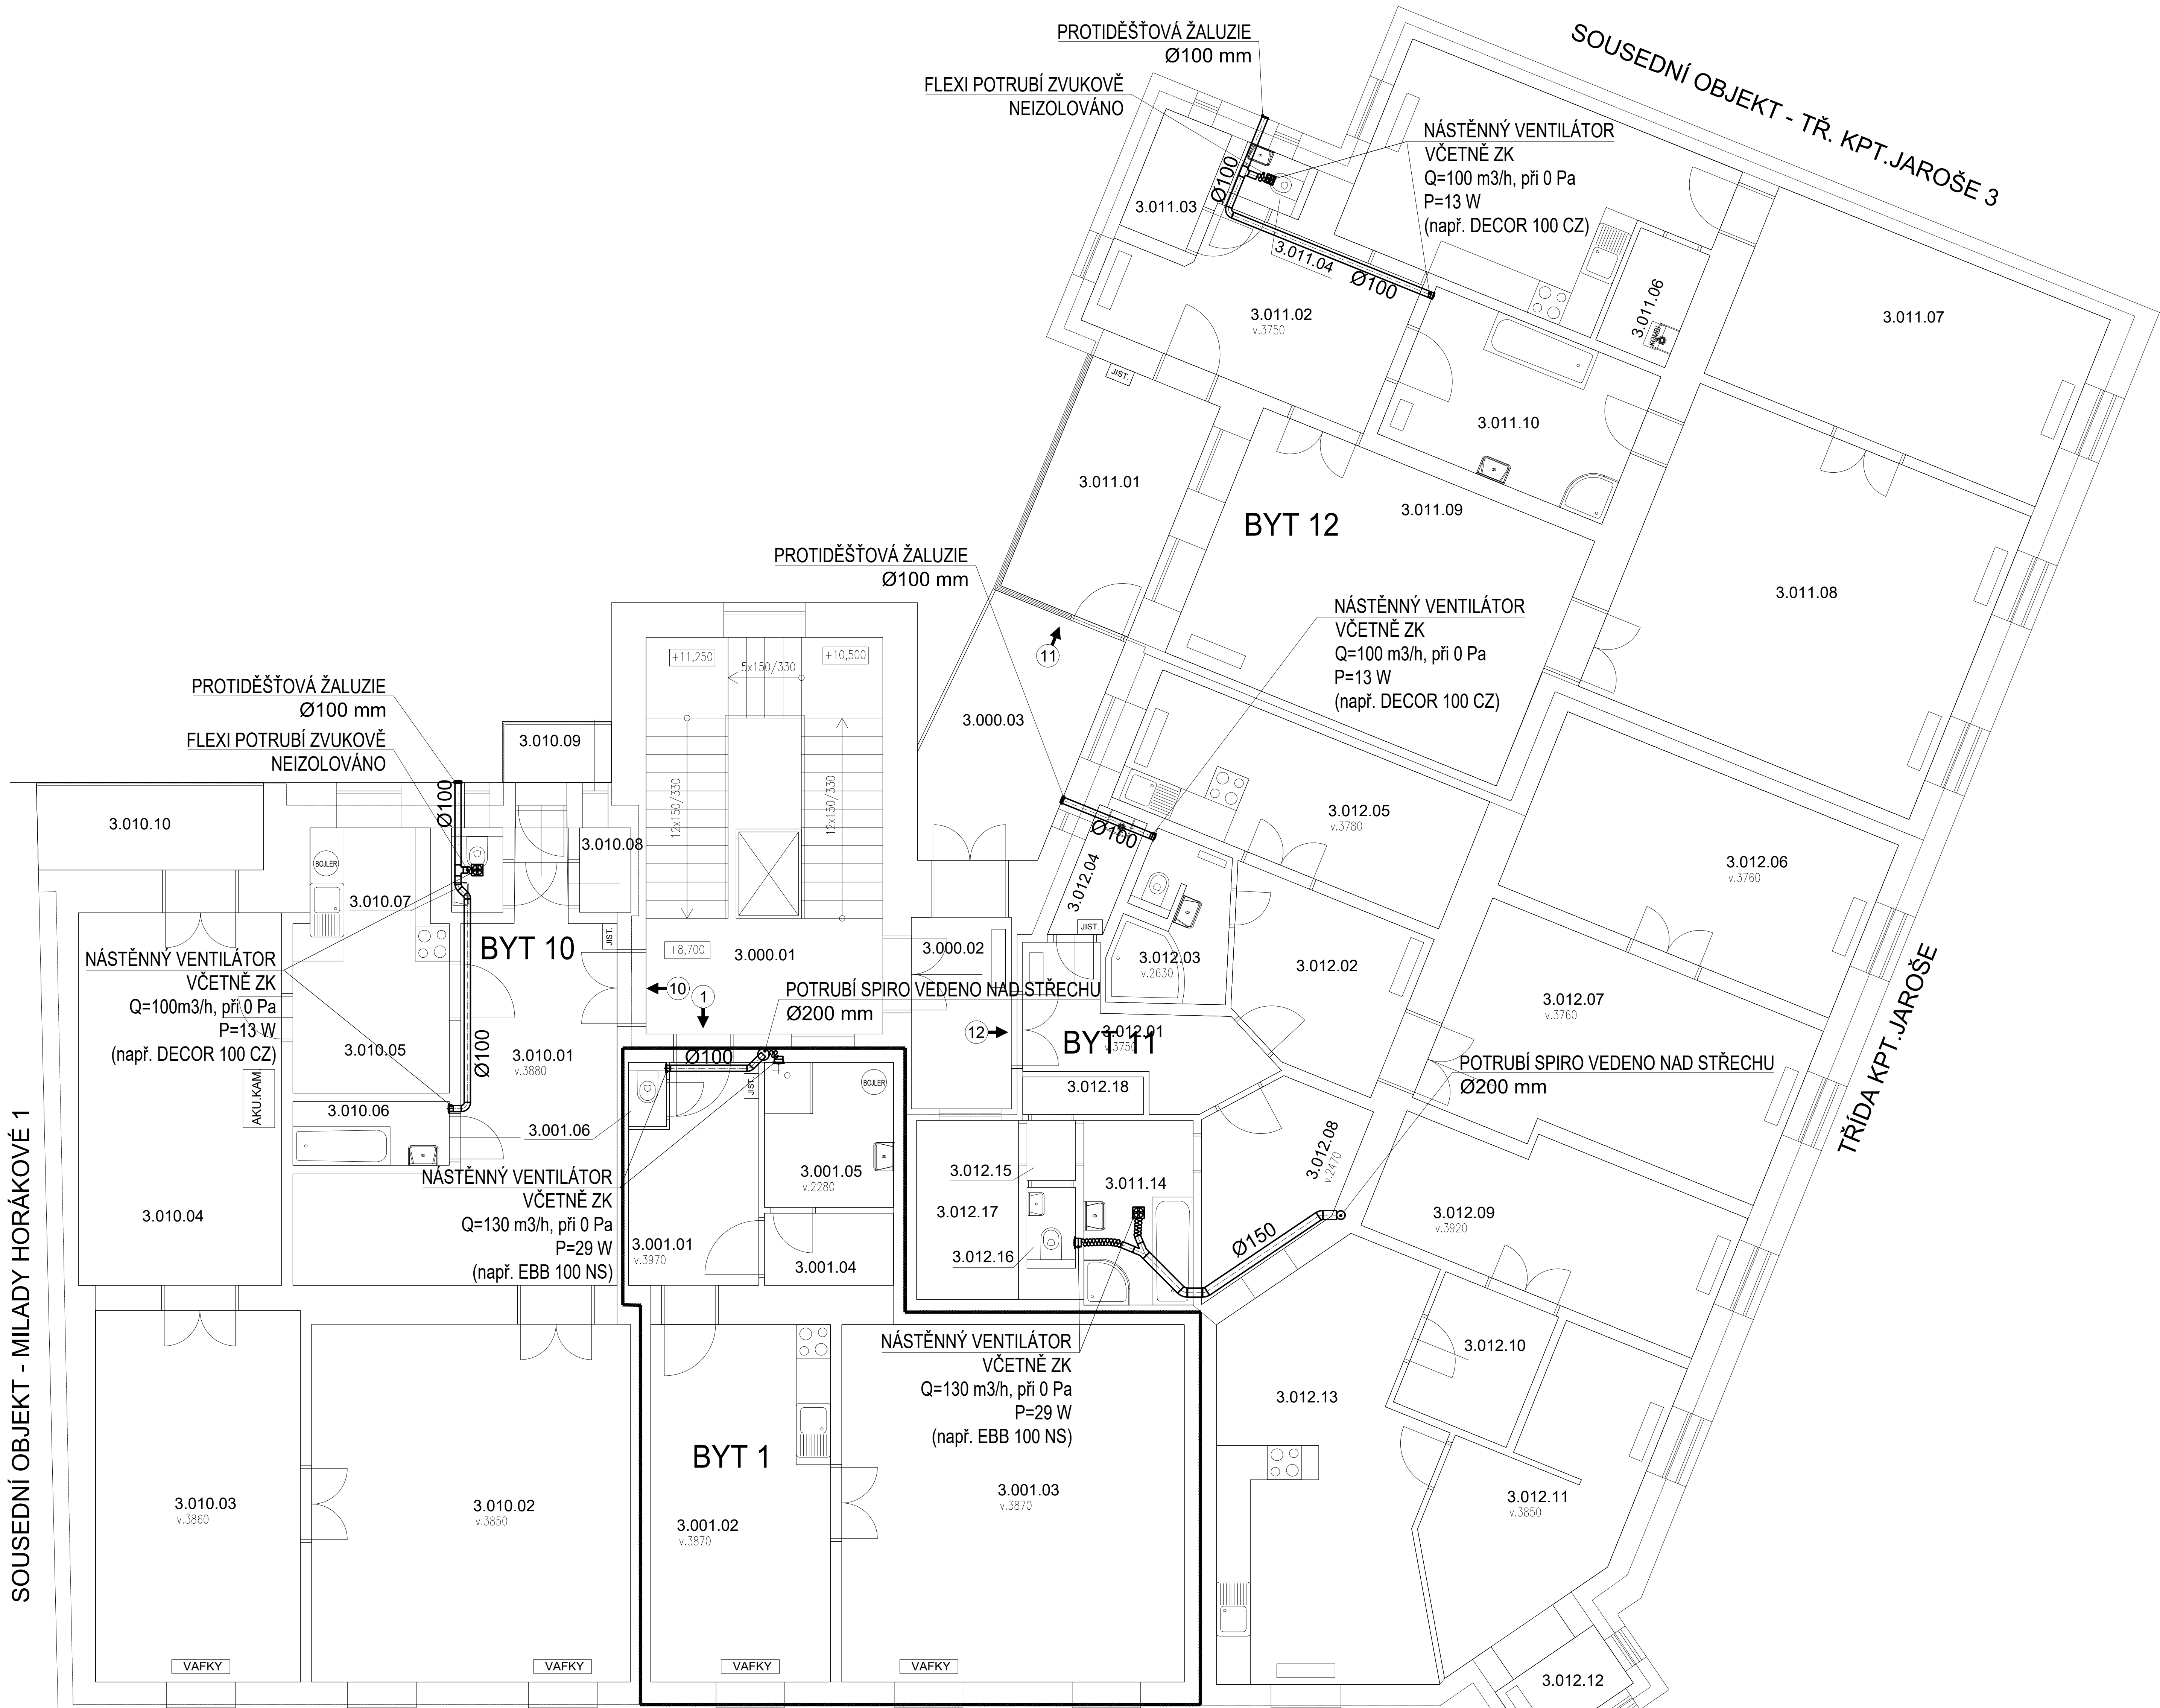 PROTIDĚŠŤOVÁ ŽALUZIE
Ø100 mm
FLEXI POTRUBÍ ZVUKOVĚ
NEIZOLOVÁNO
SOUSEDNÍ OBJEKT - TŘ. KPT.JAROŠE 3
NÁSTĚNNÝ VENTILÁTOR
VČETNĚ ZK
Q=100 m3/h, při 0 Pa
P=13 W
(např. DECOR 100 CZ)
Ø100
3.011.03
3.011.04
Ø100
3.011.06
KOMBI
3.011.07
3.011.02
v.3750
JIST.
3.011.10
3.011.01
3.011.09
BYT 12
3.011.08
PROTIDĚŠŤOVÁ ŽALUZIE
Ø100 mm
NÁSTĚNNÝ VENTILÁTOR
VČETNĚ ZK
Q=100 m3/h, při 0 Pa
P=13 W
(např. DECOR 100 CZ)
11
+11,250
+10,500
5x150/330
12x150/330
12x150/330
3.000.03
PROTIDĚŠŤOVÁ ŽALUZIE
Ø100 mm
FLEXI POTRUBÍ ZVUKOVĚ
NEIZOLOVÁNO
3.010.09
Ø100
3.010.10
3.010.08
BOJLER
3.010.07
3.012.05
v.3780
Ø100
3.012.04
3.012.06
v.3760
JIST.
JIST.
BYT 10
NÁSTĚNNÝ VENTILÁTOR
VČETNĚ ZK
Q=100m3/h, při 0 Pa
P=13 W
(např. DECOR 100 CZ)
+8,700
3.000.01
3.000.02
3.012.03
v.2630
3.012.02
3.012.07
v.3760
TŘÍDA KPT.JAROŠE
10
1
POTRUBÍ SPIRO VEDENO NAD STŘECHU
Ø200 mm
12
3.012.01
v.3750
BYT 11
3.010.05
Ø100
3.010.01
v.3880
Ø100
JIST.
BOJLER
3.012.18
POTRUBÍ SPIRO VEDENO NAD STŘECHU
Ø200 mm
AKU.KAM.
3.010.06
3.001.06
3.012.08
v.2470
SOUSEDNÍ OBJEKT - MILADY HORÁKOVÉ 1
NÁSTĚNNÝ VENTILÁTOR
VČETNĚ ZK
Q=130 m3/h, při 0 Pa
P=29 W
(např. EBB 100 NS)
3.001.05
v.2280
3.012.15
3.011.14
3.010.04
3.012.17
3.012.09
v.3920
3.001.01
v.3970
3.001.04
3.012.16
Ø150
NÁSTĚNNÝ VENTILÁTOR
VČETNĚ ZK
Q=130 m3/h, při 0 Pa
P=29 W
(např. EBB 100 NS)
3.012.10
3.012.13
BYT 1
3.010.03
v.3860
3.010.02
v.3850
3.001.02
v.3870
3.001.03
v.3870
3.012.11
v.3850
VAFKY
VAFKY
VAFKY
VAFKY
3.012.12